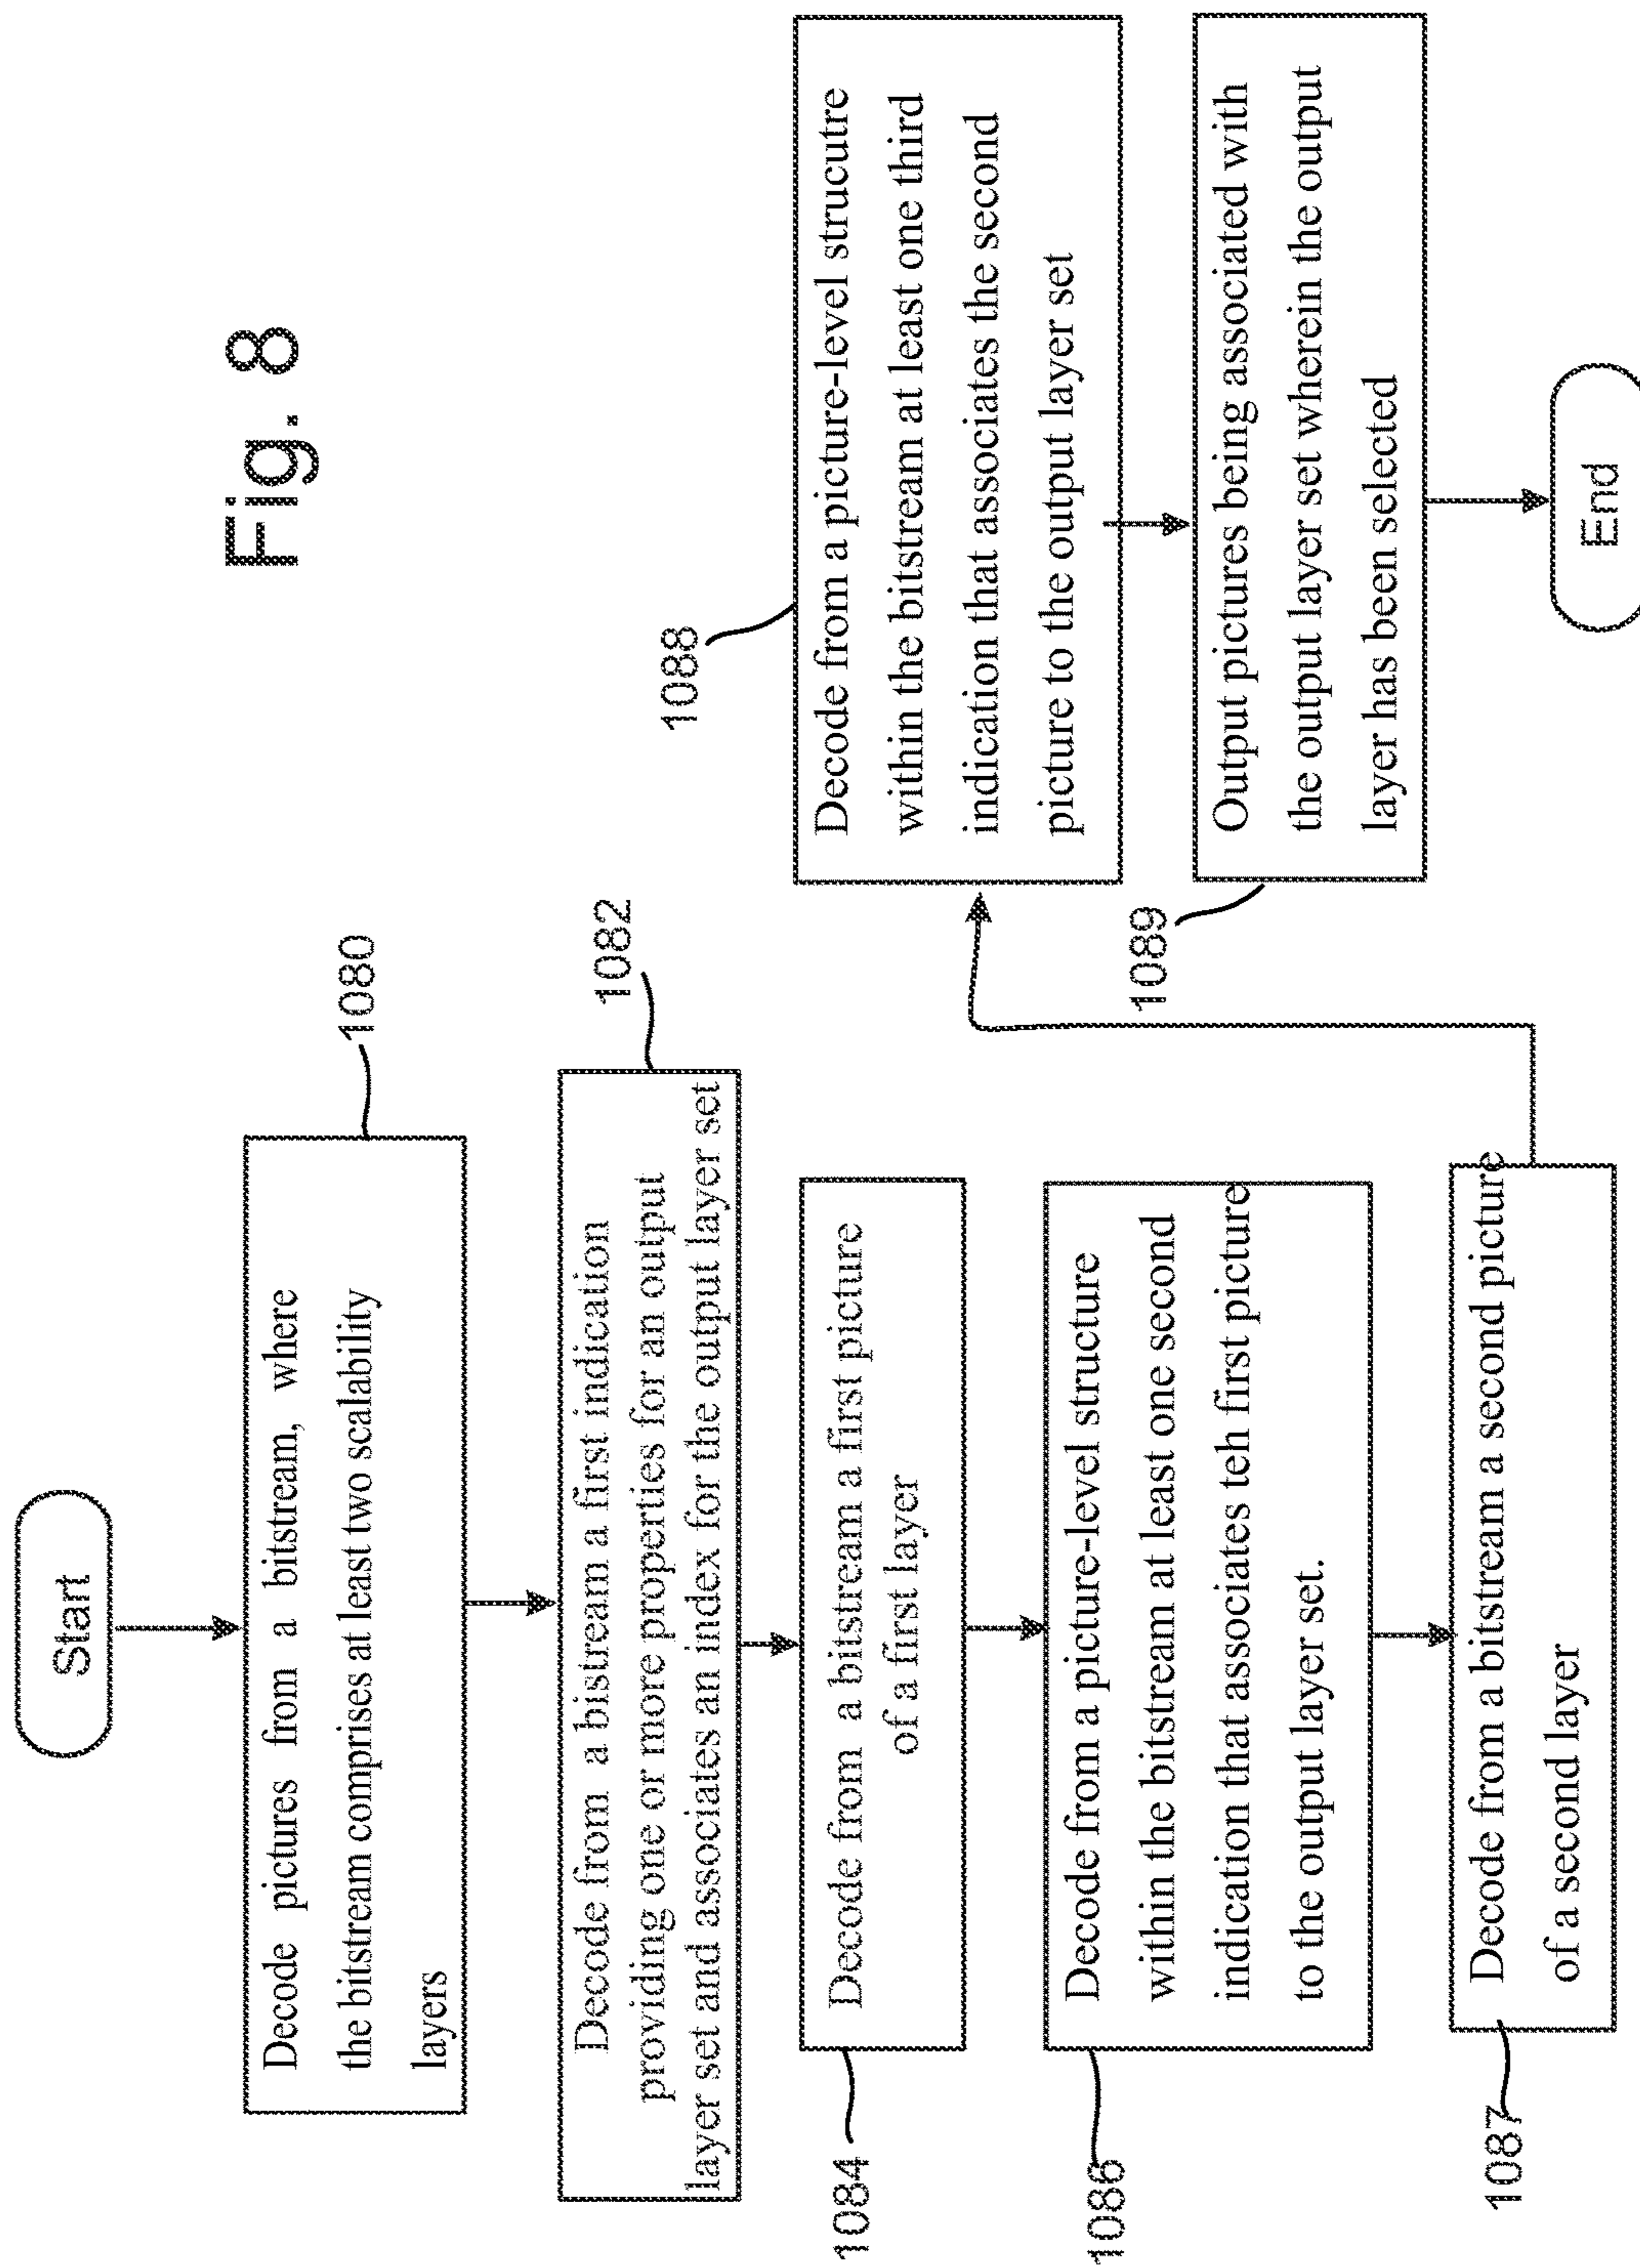 Fig. 8
Start
1080
Decode pictures from a bitstream, where
the bitstream comprises at least two scalability
layers
1082
Decode from a bistream a first indication
providing one or more properties for an output
layer set and associates an index for the output layer set
1084
Decode from a bitstream a first picture
of a first layer
1086
Decode from a picture-level structure
within the bitstream at least one second
indication that associates teh first picture
to the output layer set.
1087
Decode from a bitstream a second picture
of a second layer
1088
Decode from a picture-level strucutre
within the bitstream at least one third
indication that associates the second
picture to the output layer set
1089
Output pictures being associated with
the output layer set wherein the output
layer has been selected
End